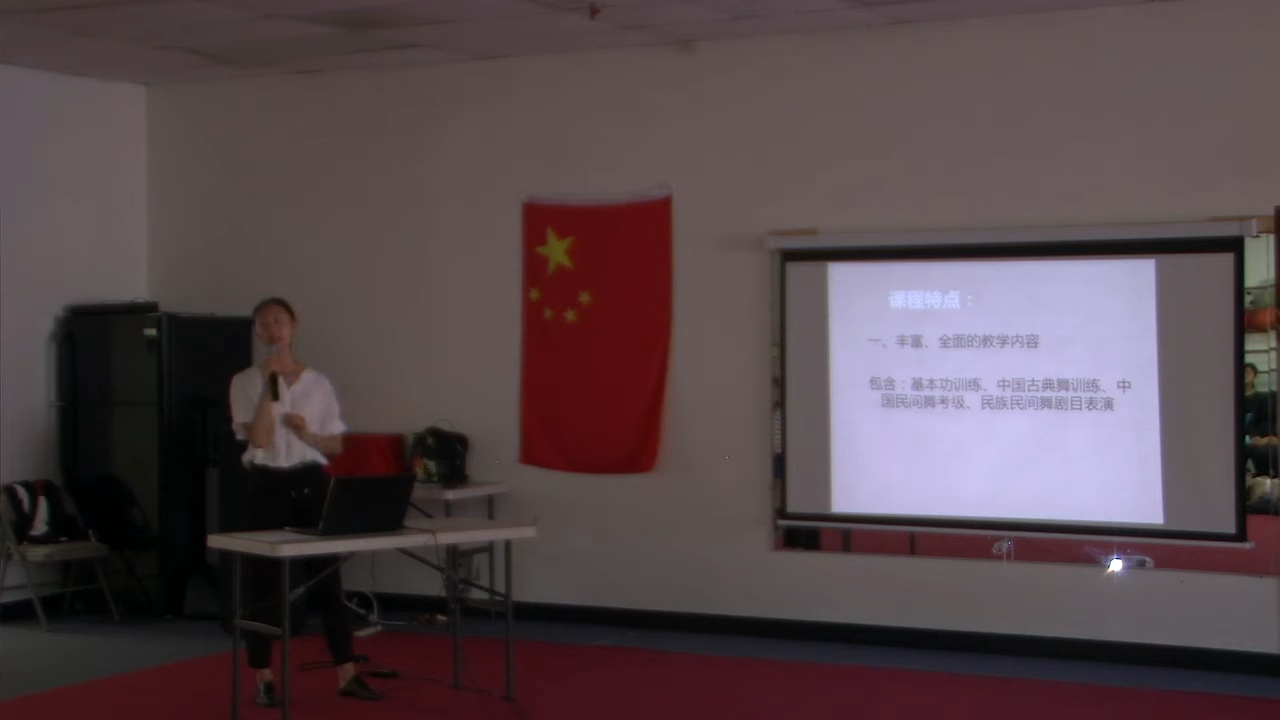 课程特点：
一、丰富、全面的教学内容
包含：基本功训练、中国古典舞训练、中
国民间舞考级、民族民间舞剧目表演